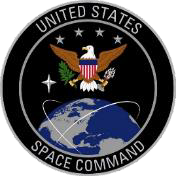 UNITED STATES
SPACE COMMAND